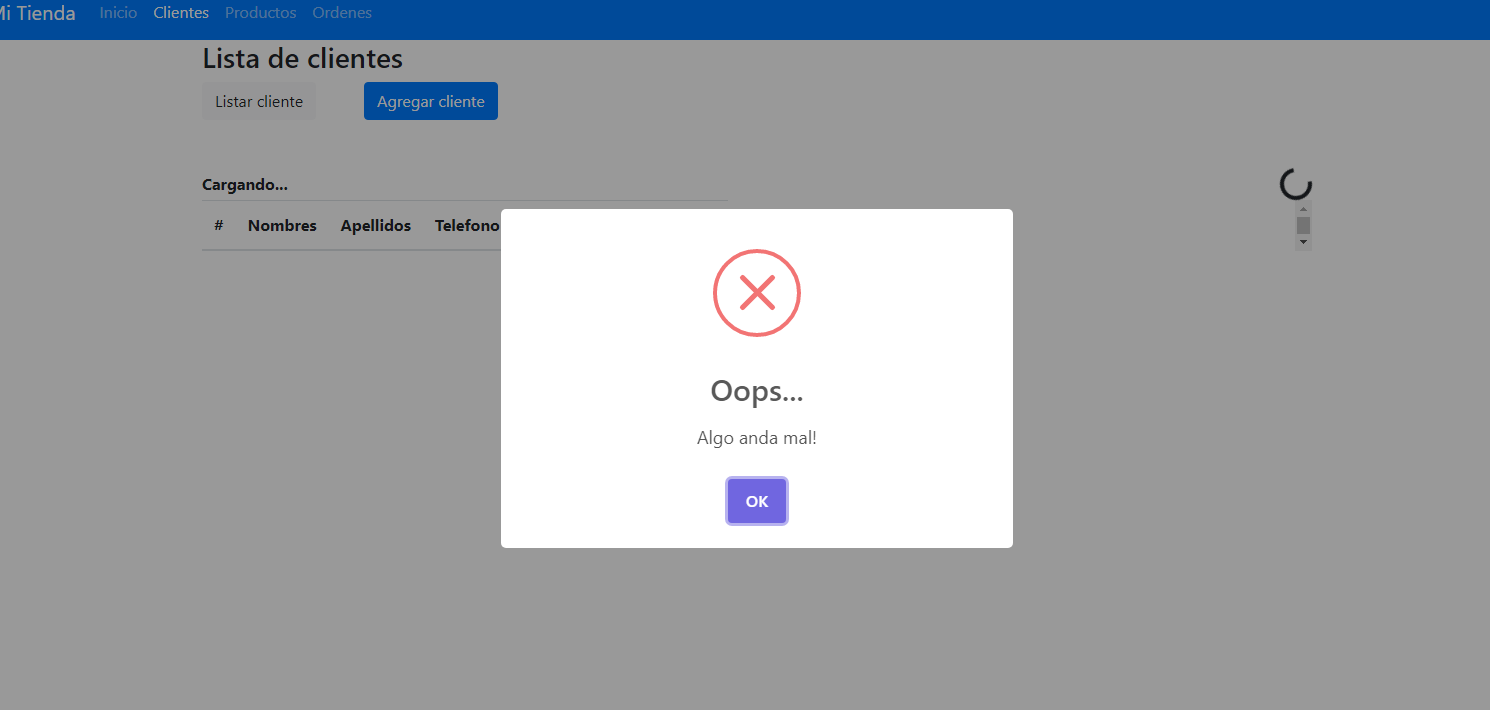 Mi Tienda Inicio Clientes Productos Ordenes
Lista de clientes
Listar cliente Agregar cliente
Cargando...
# Nombres Apellidos Telefono
Oops...
Algo anda mal!
OK